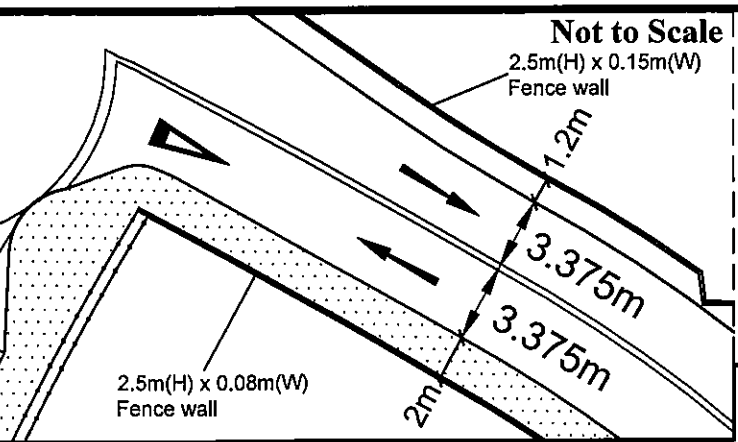 Not to Scale
2.5m(H) x 0.15m(W)
Fence wall
1.2m
3.375m
3.375m
2m
2.5m(H) x 0.08m(W)
Fence wall